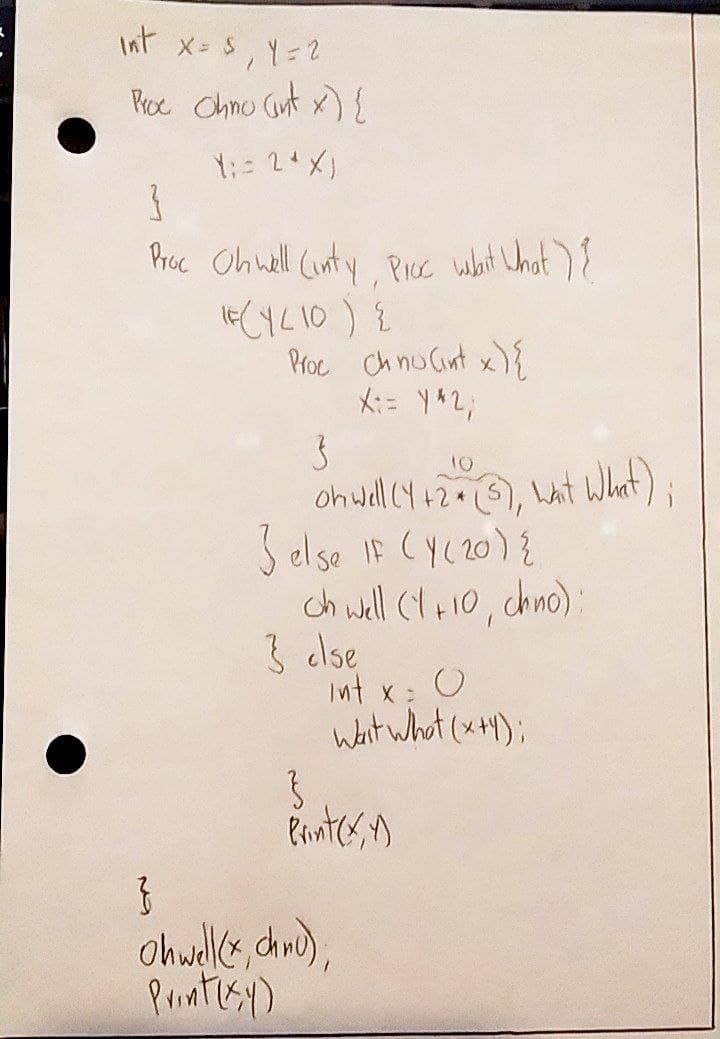 int x=5, y=2
Proc Ohno (int x) {
y:= 2*x;
}
Proc Ohwell (int y, Proc waitWhat) {
IF(y<10) {
Proc ohno(int x){
x:= y*2;
}
10
ohwell(y+2*(5), Wait What);
} else IF (y<20) {
Oh well (y+10, ohno);
} else
int x = 0
Wait what (x+y);
}
Print(x,y)
}
Ohwell(x, ohno),
Print(x,y)